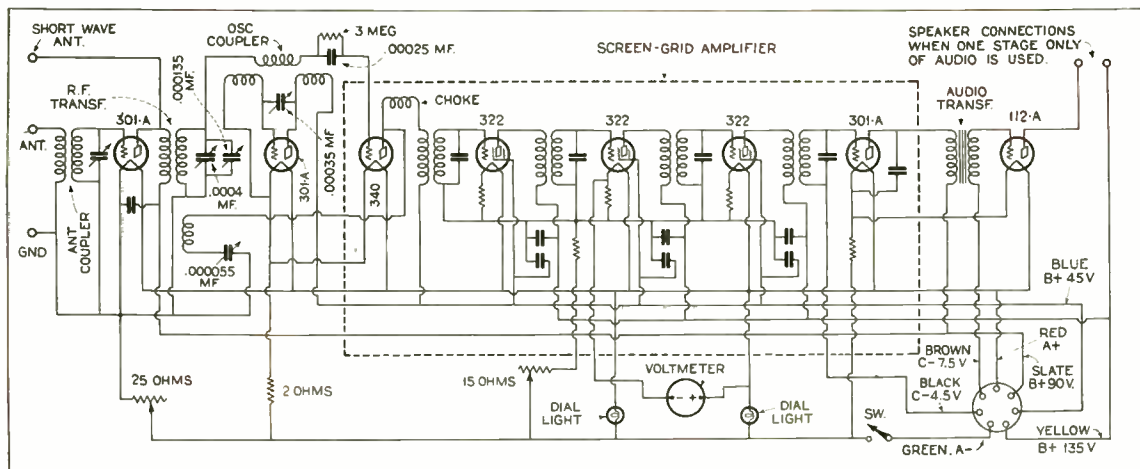 SHORT WAVE
ANT.
OSC
COUPLER
3 MEG
.00025 MF.
SCREEN-GRID AMPLIFIER
SPEAKER CONNECTIONS
WHEN ONE STAGE ONLY
OF AUDIO IS USED.
R.F.
TRANSF.
.000135
MF.
CHOKE
AUDIO
TRANSF.
ANT.
301-A
322
322
322
301-A
112-A
.00035 MF.
301-A
340
.0004
MF.
GND
ANT
COUPLER
.000055
MF
BLUE
B+ 45V
RED
A+
BROWN
C-7.5 V
SLATE
B+90V.
25 OHMS
2 OHMS
15 OHMS
VOLTMETER
- +
BLACK
C-4.5V
DIAL
LIGHT
DIAL
LIGHT
SW.
GREEN, A-
YELLOW
B+ 135V